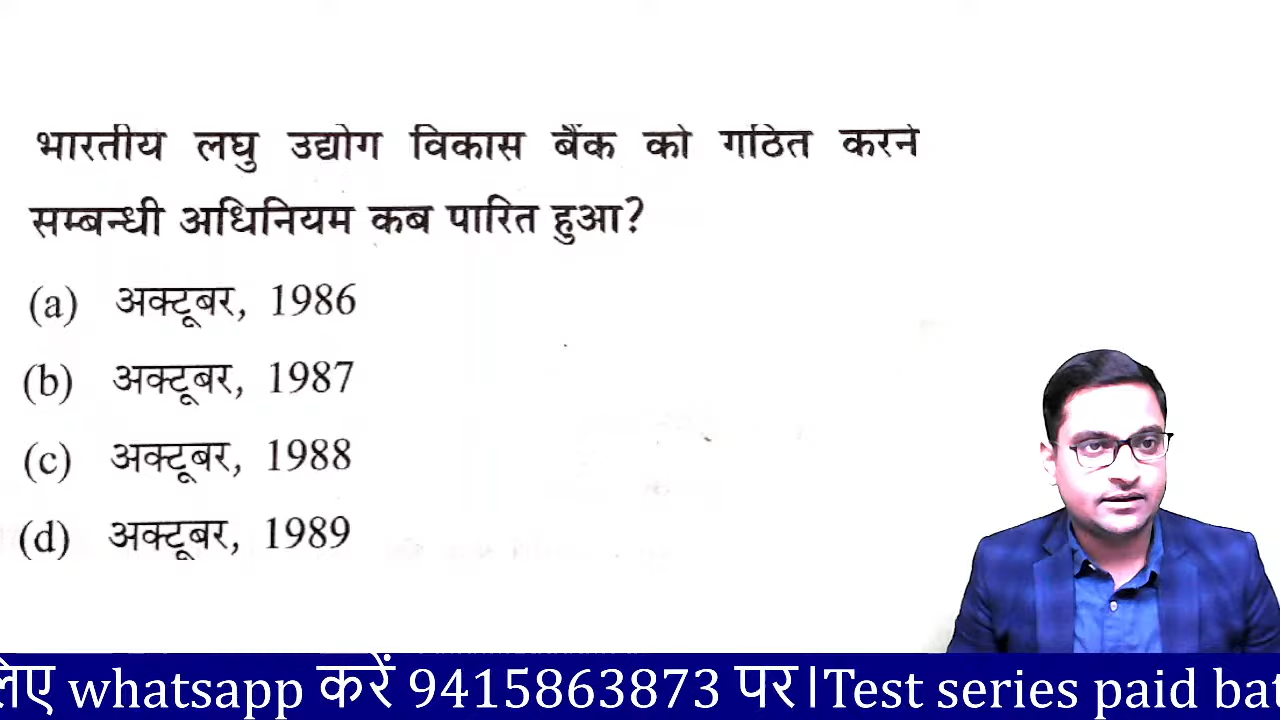 भारतीय लघु उद्योग विकास बैंक को गठित करने
सम्बन्धी अधिनियम कब पारित हुआ?
(a) अक्टूबर, 1986
(b) अक्टूबर, 1987
(c) अक्टूबर, 1988
(d) अक्टूबर, 1989
लिए whatsapp करें 9415863873 पर।Test series paid bat